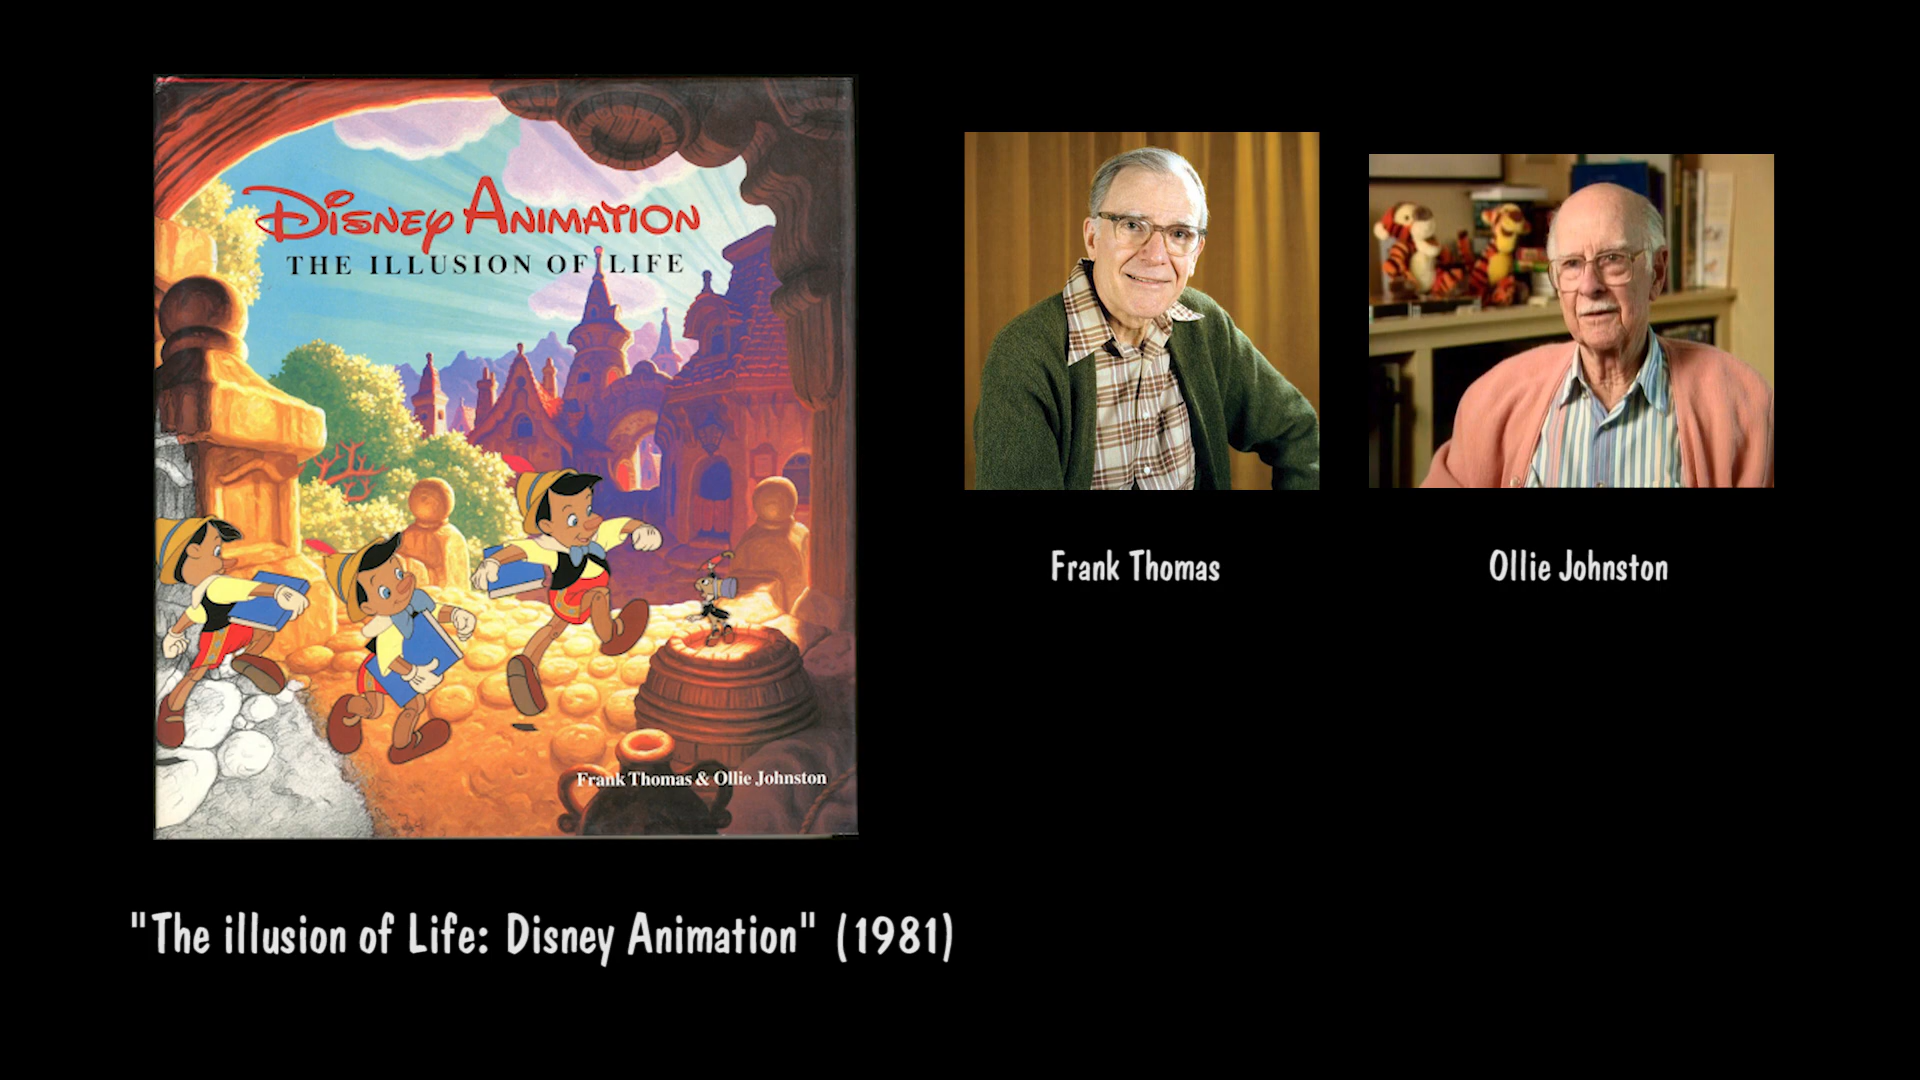 Disney Animation
THE ILLUSION OF LIFE
Frank Thomas & Ollie Johnston
Frank Thomas
Ollie Johnston
"The illusion of Life: Disney Animation" (1981)